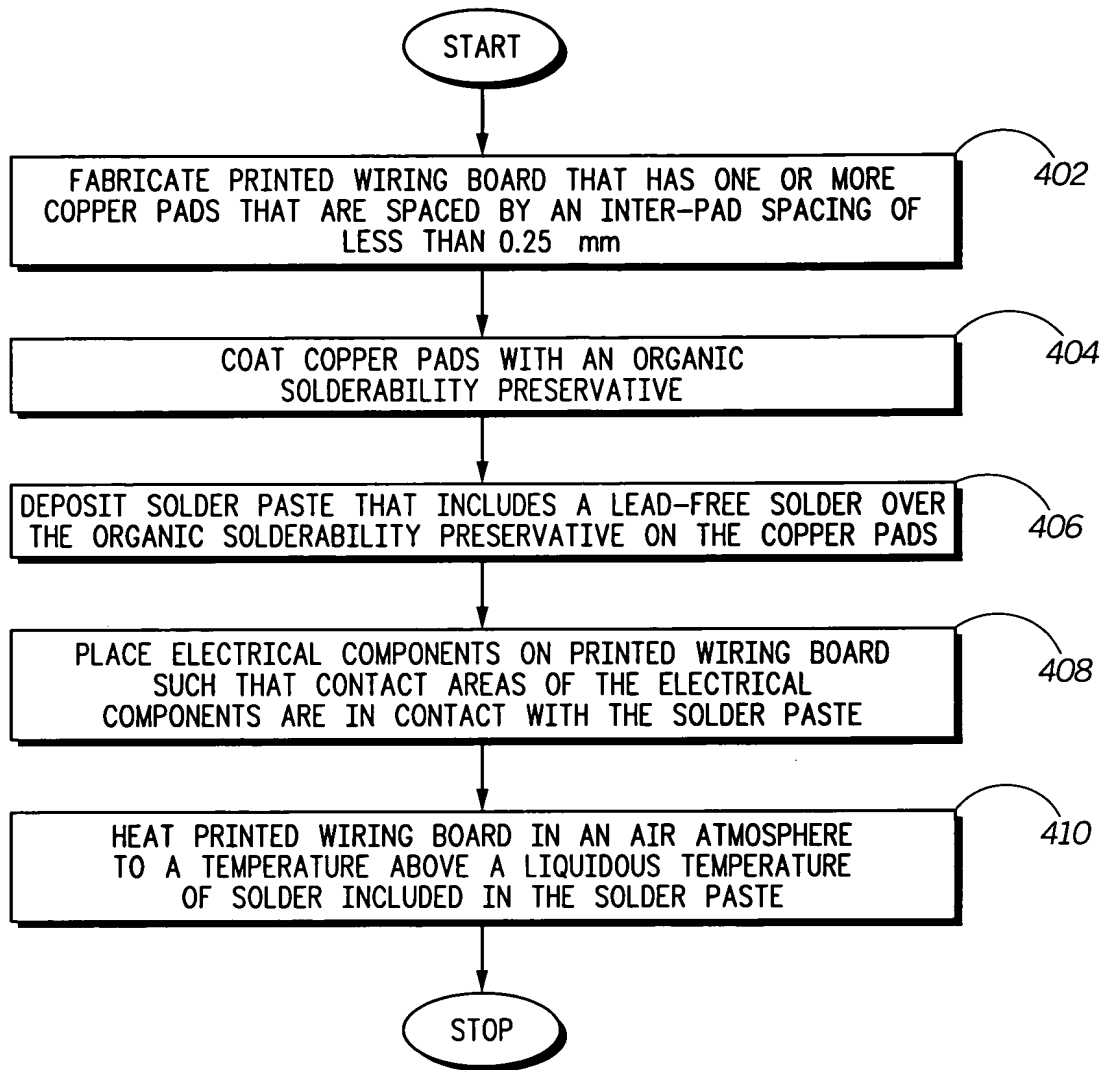 START
FABRICATE PRINTED WIRING BOARD THAT HAS ONE OR MORE
COPPER PADS THAT ARE SPACED BY AN INTER-PAD SPACING OF
LESS THAN 0.25 mm
402
COAT COPPER PADS WITH AN ORGANIC
SOLDERABILITY PRESERVATIVE
404
DEPOSIT SOLDER PASTE THAT INCLUDES A LEAD-FREE SOLDER OVER
THE ORGANIC SOLDERABILITY PRESERVATIVE ON THE COPPER PADS
406
PLACE ELECTRICAL COMPONENTS ON PRINTED WIRING BOARD
SUCH THAT CONTACT AREAS OF THE ELECTRICAL
COMPONENTS ARE IN CONTACT WITH THE SOLDER PASTE
408
HEAT PRINTED WIRING BOARD IN AN AIR ATMOSPHERE
TO A TEMPERATURE ABOVE A LIQUIDOUS TEMPERATURE
OF SOLDER INCLUDED IN THE SOLDER PASTE
410
STOP